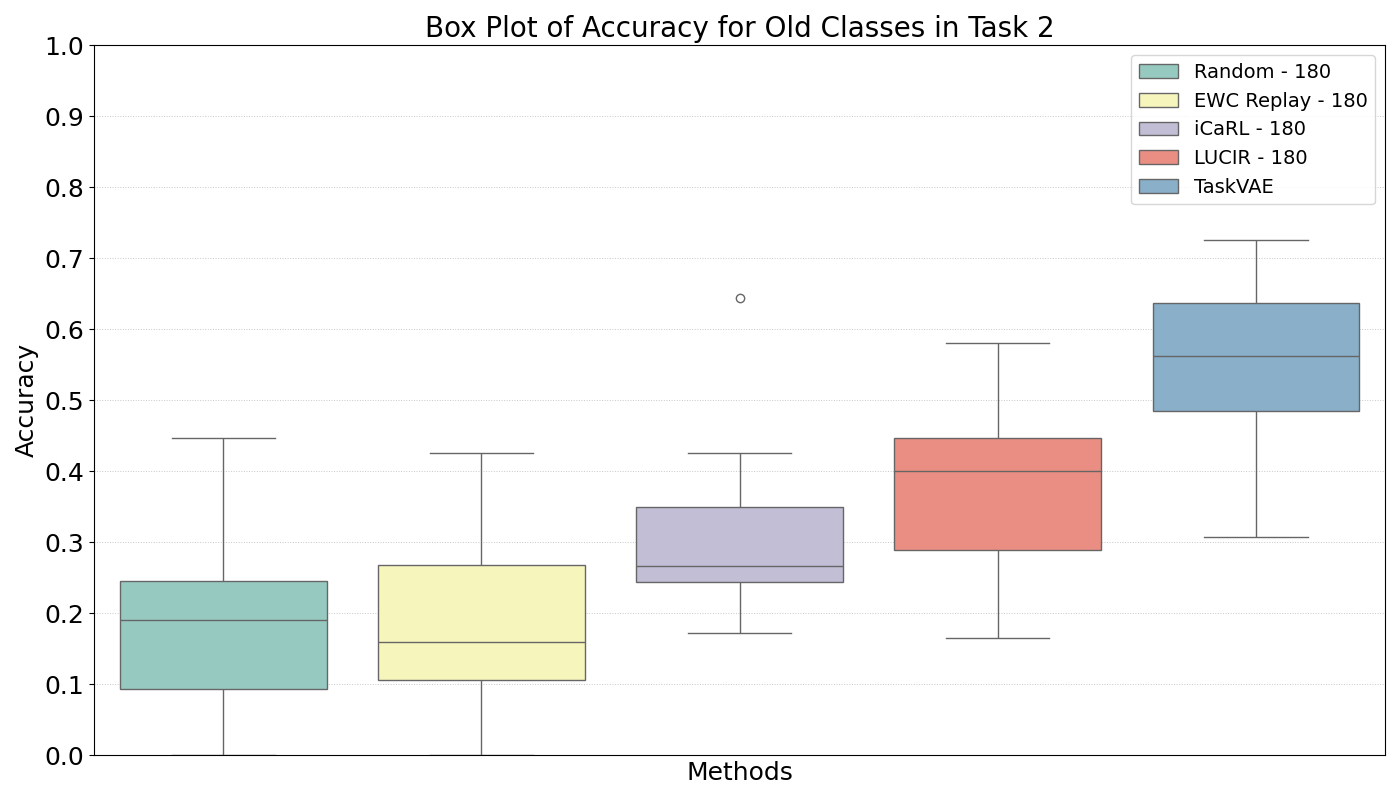 Box Plot of Accuracy for Old Classes in Task 2
1.0
0.9
0.8
0.7
0.6
0.5
0.4
0.3
0.2
0.1
0.0
Accuracy
Methods
Random - 180
EWC Replay - 180
iCaRL - 180
LUCIR - 180
TaskVAE